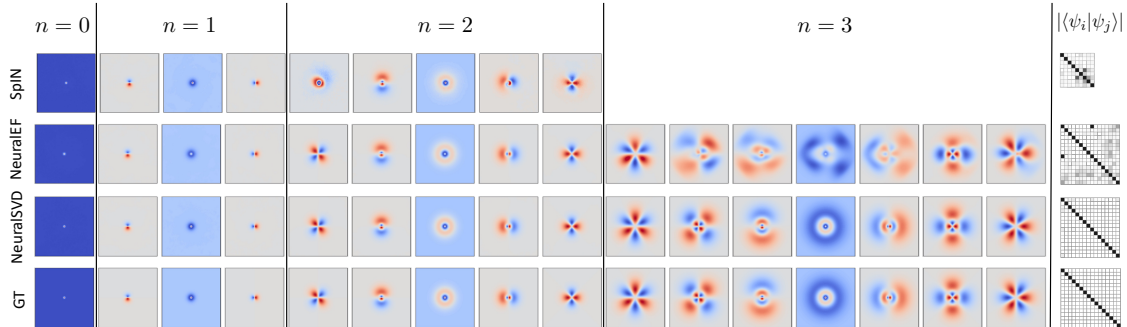 n = 0
n = 1
n = 2
n = 3
|⟨ψi|ψj⟩|
SpIN
NeuralEF
NeuralSVD
GT